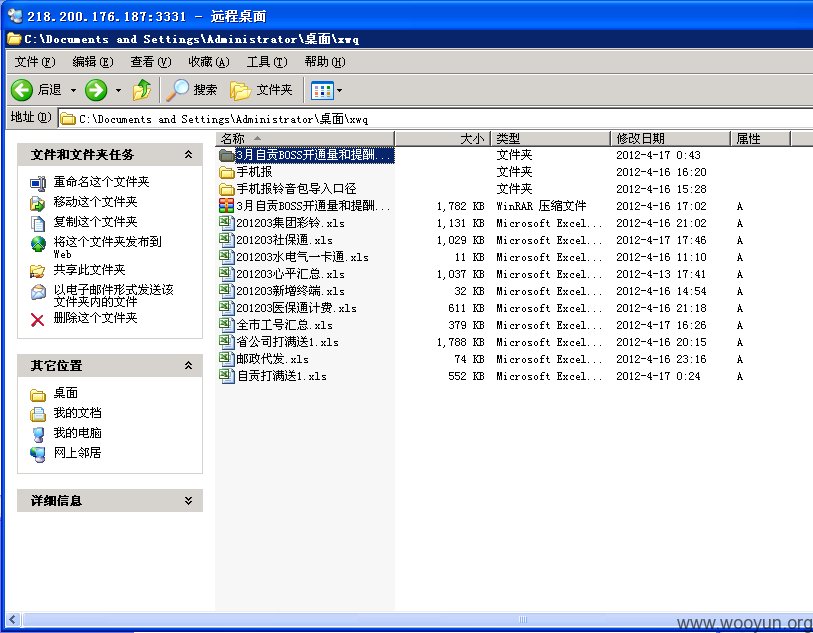 218.200.176.187:3331 - 远程桌面
C:\Documents and Settings\Administrator\桌面\xwq
文件(F) 编辑(E) 查看(V) 收藏(A) 工具(T) 帮助(H)
后退 搜索 文件夹
地址(D) C:\Documents and Settings\Administrator\桌面\xwq
文件和文件夹任务
重命名这个文件夹
移动这个文件夹
复制这个文件夹
将这个文件夹发布到
Web
共享此文件夹
以电子邮件形式发送该
文件夹内的文件
删除这个文件夹
其它位置
桌面
我的文档
我的电脑
网上邻居
详细信息
名称 大小 类型 修改日期 属性
3月自贡BOSS开通量和提酬... 文件夹 2012-4-17 0:43
手机报 文件夹 2012-4-16 16:20
手机报铃音包导入口径 文件夹 2012-4-16 15:28
3月自贡BOSS开通量和提酬... 1,782 KB WinRAR 压缩文件 2012-4-16 17:02 A
201203集团彩铃.xls 1,131 KB Microsoft Excel... 2012-4-16 21:02 A
201203社保通.xls 1,029 KB Microsoft Excel... 2012-4-17 17:46 A
201203水电气一卡通.xls 11 KB Microsoft Excel... 2012-4-16 11:10 A
201203心平汇总.xls 1,037 KB Microsoft Excel... 2012-4-13 17:41 A
201203新增终端.xls 32 KB Microsoft Excel... 2012-4-16 14:54 A
201203医保通计费.xls 611 KB Microsoft Excel... 2012-4-16 21:18 A
全市工号汇总.xls 379 KB Microsoft Excel... 2012-4-17 16:26 A
省公司打满送1.xls 1,788 KB Microsoft Excel... 2012-4-16 20:15 A
邮政代发.xls 74 KB Microsoft Excel... 2012-4-16 23:16 A
自贡打满送1.xls 552 KB Microsoft Excel... 2012-4-17 0:24 A
www.wooyun.org